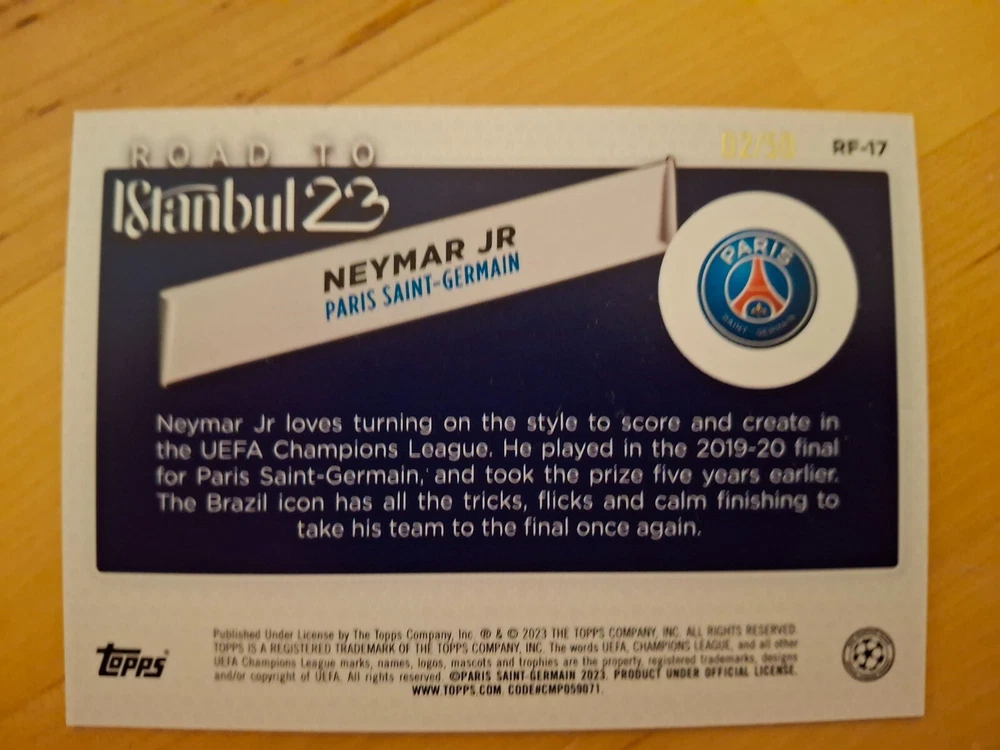 ROAD TO
Istanbul 23
RF-17
NEYMAR JR
PARIS SAINT-GERMAIN
PARIS
SAINT GERMAIN
Neymar Jr loves turning on the style to score and create in
the UEFA Champions League. He played in the 2019-20 final
for Paris Saint-Germain, and took the prize five years earlier.
The Brazil icon has all the tricks, flicks and calm finishing to
take his team to the final once again.
topps
Published Under License by The Topps Company, Inc. ® & © 2023 THE TOPPS COMPANY, INC. ALL RIGHTS RESERVED.
TOPPS IS A REGISTERED TRADEMARK OF THE TOPPS COMPANY, INC. The words UEFA, CHAMPIONS LEAGUE, and all other
UEFA Champions League marks, names, logos, mascots and trophies are the property, registered trademarks, designs
and/or copyright of UEFA. All rights reserved. ©PARIS SAINT-GERMAIN 2023. PRODUCT UNDER OFFICIAL LICENSE.
WWW.TOPPS.COM. CODE#CMP059071.